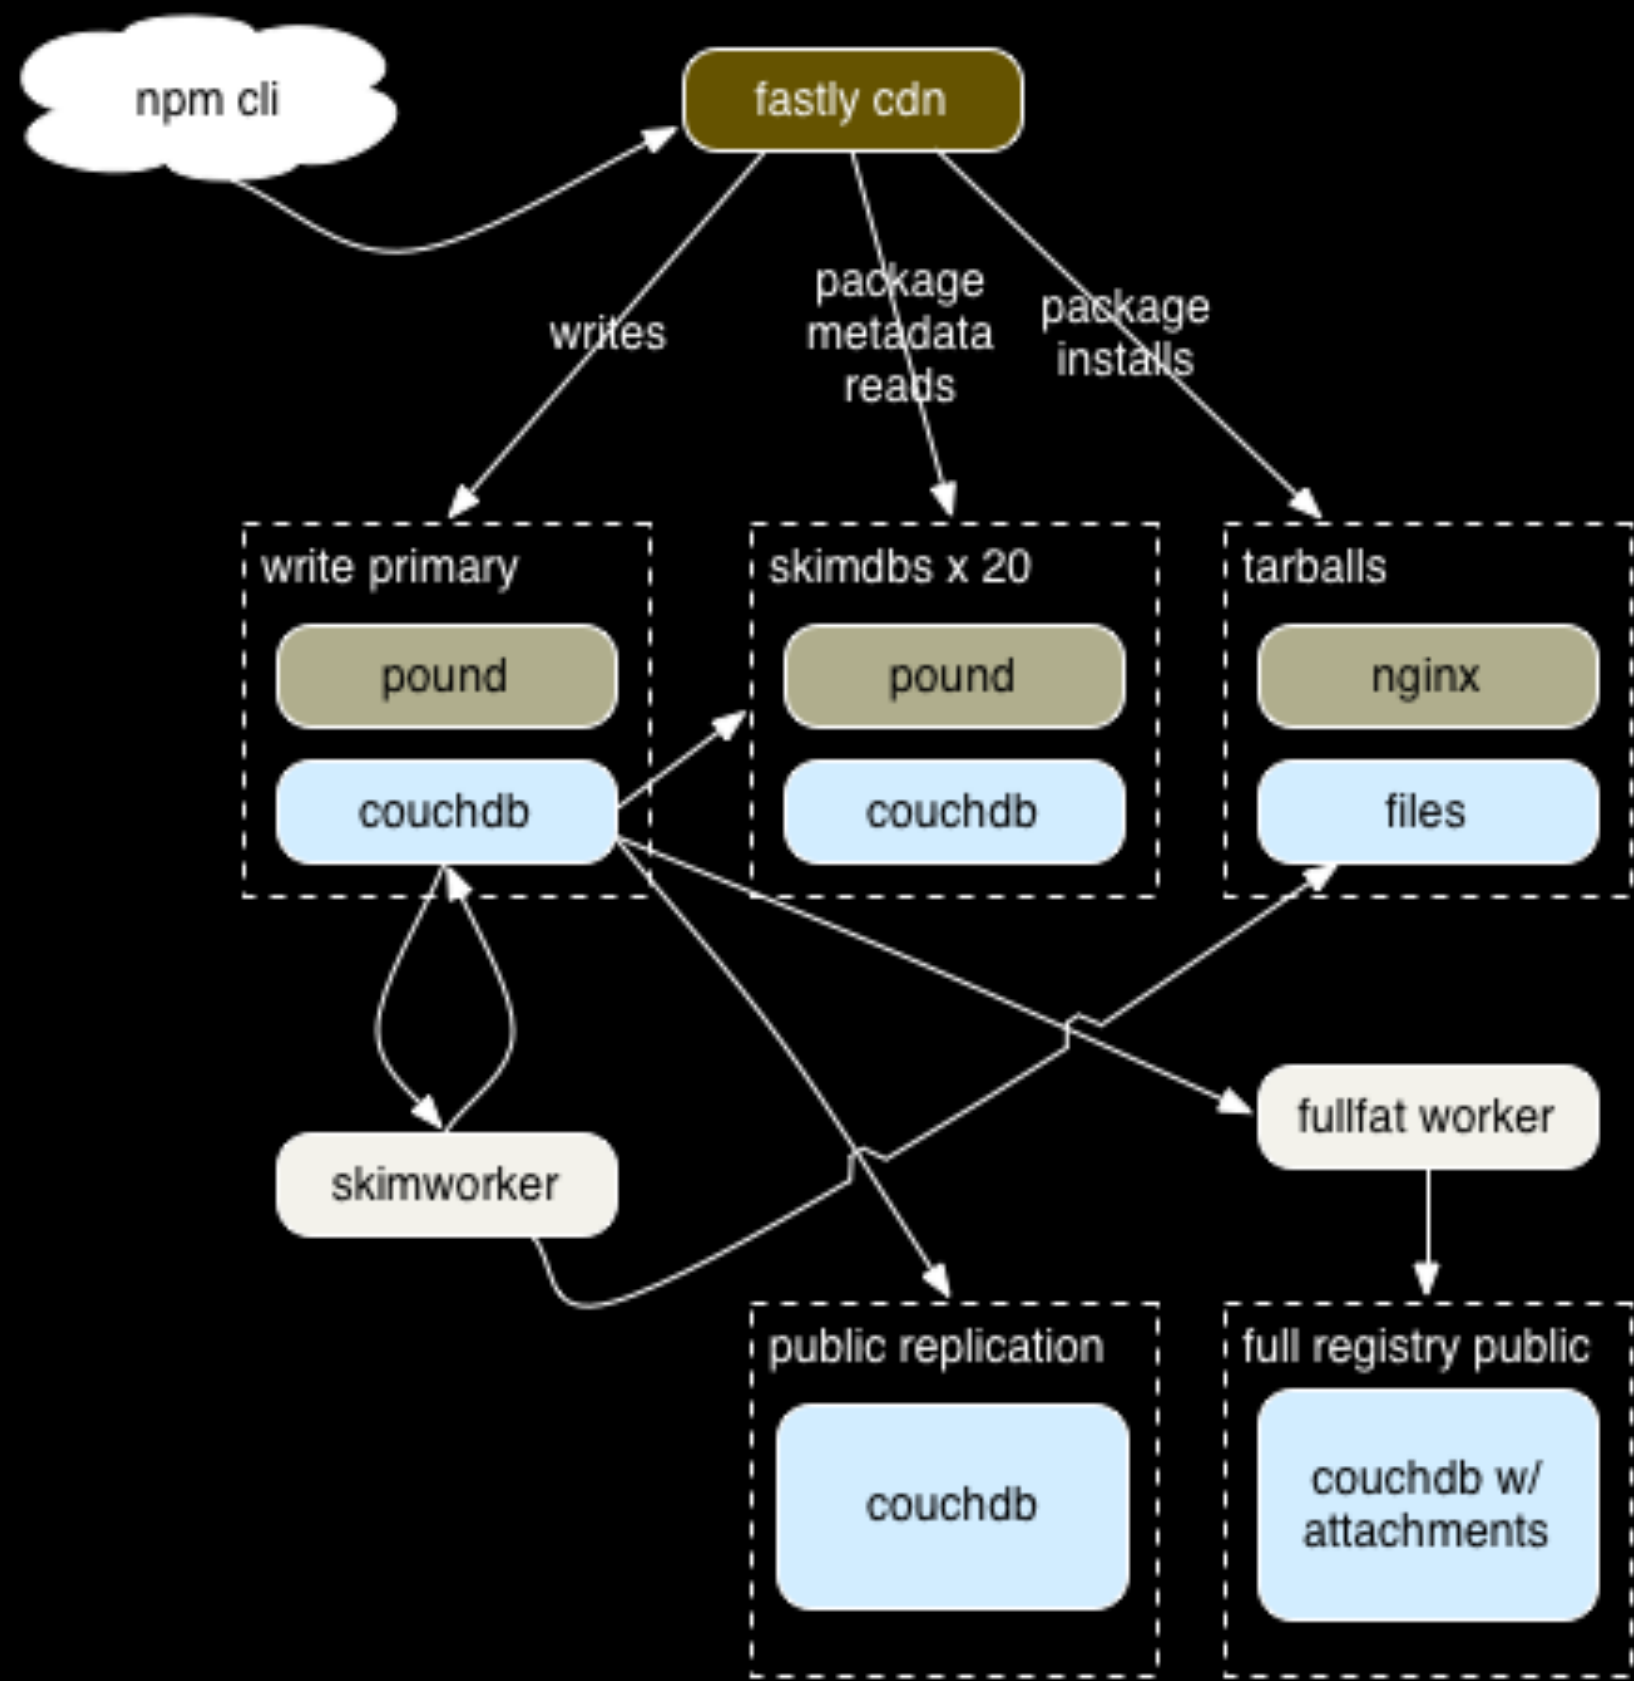 npm cli
fastly cdn
writes
package
metadata
reads
package
installs
write primary
pound
couchdb
skimdbs x 20
pound
couchdb
tarballs
nginx
files
skimworker
fullfat worker
public replication
couchdb
full registry public
couchdb w/
attachments